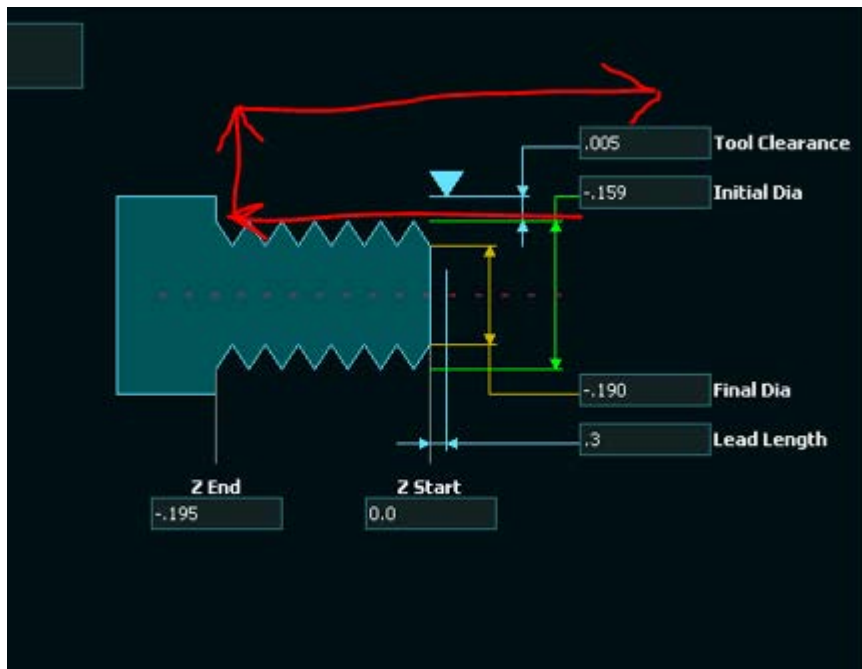 .005 Tool Clearance
-.159 Initial Dia
-.190 Final Dia
.3 Lead Length
Z End Z Start
-.195 0.0